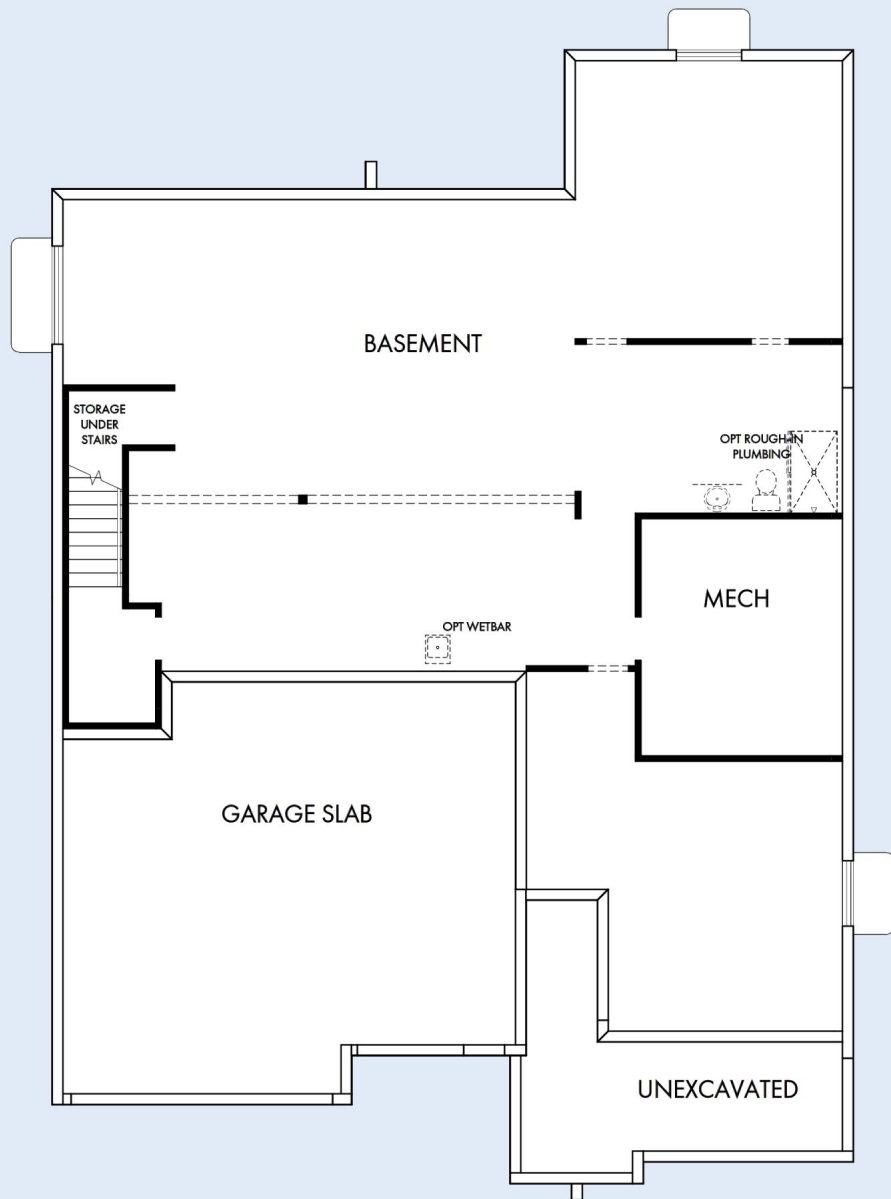 BASEMENT
STORAGE
UNDER
STAIRS
OPT ROUGH-IN
PLUMBING
MECH
OPT WETBAR
GARAGE SLAB
UNEXCAVATED